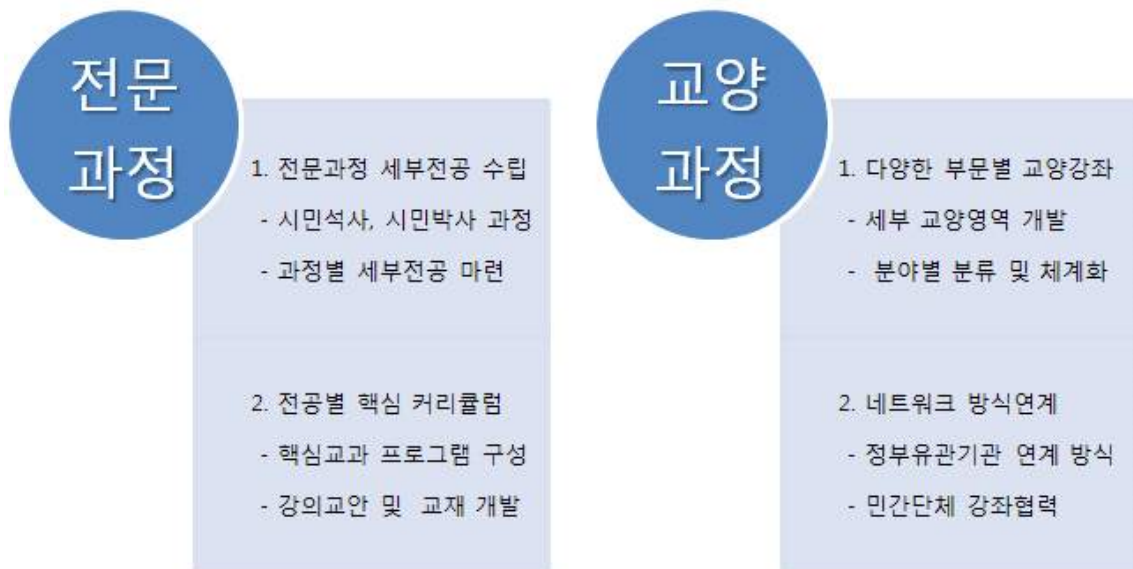 전문
과정
1. 전문과정 세부전공 수립
- 시민석사, 시민박사 과정
- 과정별 세부전공 마련
2. 전공별 핵심 커리큘럼
- 핵심교과 프로그램 구성
- 강의교안 및 교재 개발
교양
과정
1. 다양한 부문별 교양강좌
- 세부 교양영역 개발
- 분야별 분류 및 체계화
2. 네트워크 방식연계
- 정부유관기관 연계 방식
- 민간단체 강좌협력